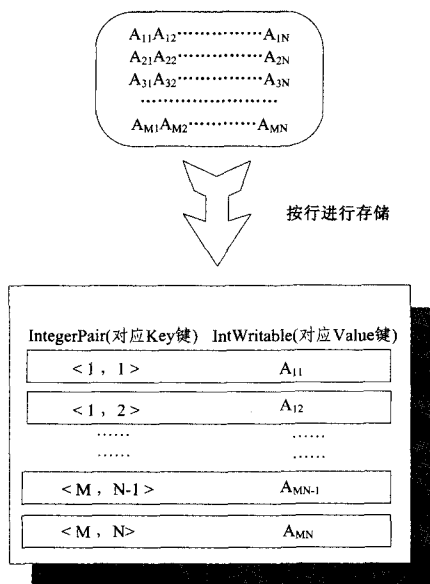 A₁₁A₁₂·············A₁N
A₂₁A₂₂·············A₂N
A₃₁A₃₂·············A₃N
··························
AM₁AM₂·············AMN
按行进行存储
IntegerPair(对应Key键) IntWritable(对应Value键)
<1，1> A₁₁
<1，2> A₁₂
······ ······
······ ······
<M，N-1> AMN-1
<M，N> AMN